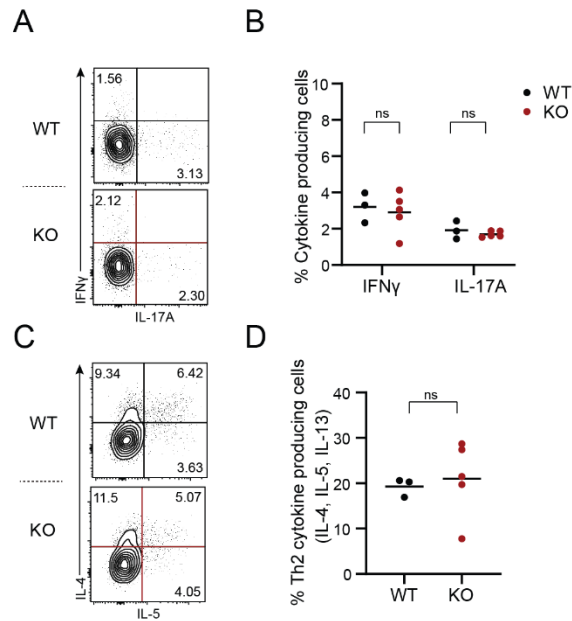 A
WT
1.56
3.13
KO
2.12
2.30
IFNγ
IL-17A
B
% Cytokine producing cells
10
8
6
4
2
0
ns
ns
WT
KO
IFNγ
IL-17A
C
WT
9.34
6.42
3.63
KO
11.5
5.07
4.05
IL-4
IL-5
D
% Th2 cytokine producing cells
(IL-4, IL-5, IL-13)
40
30
20
10
0
ns
WT
KO